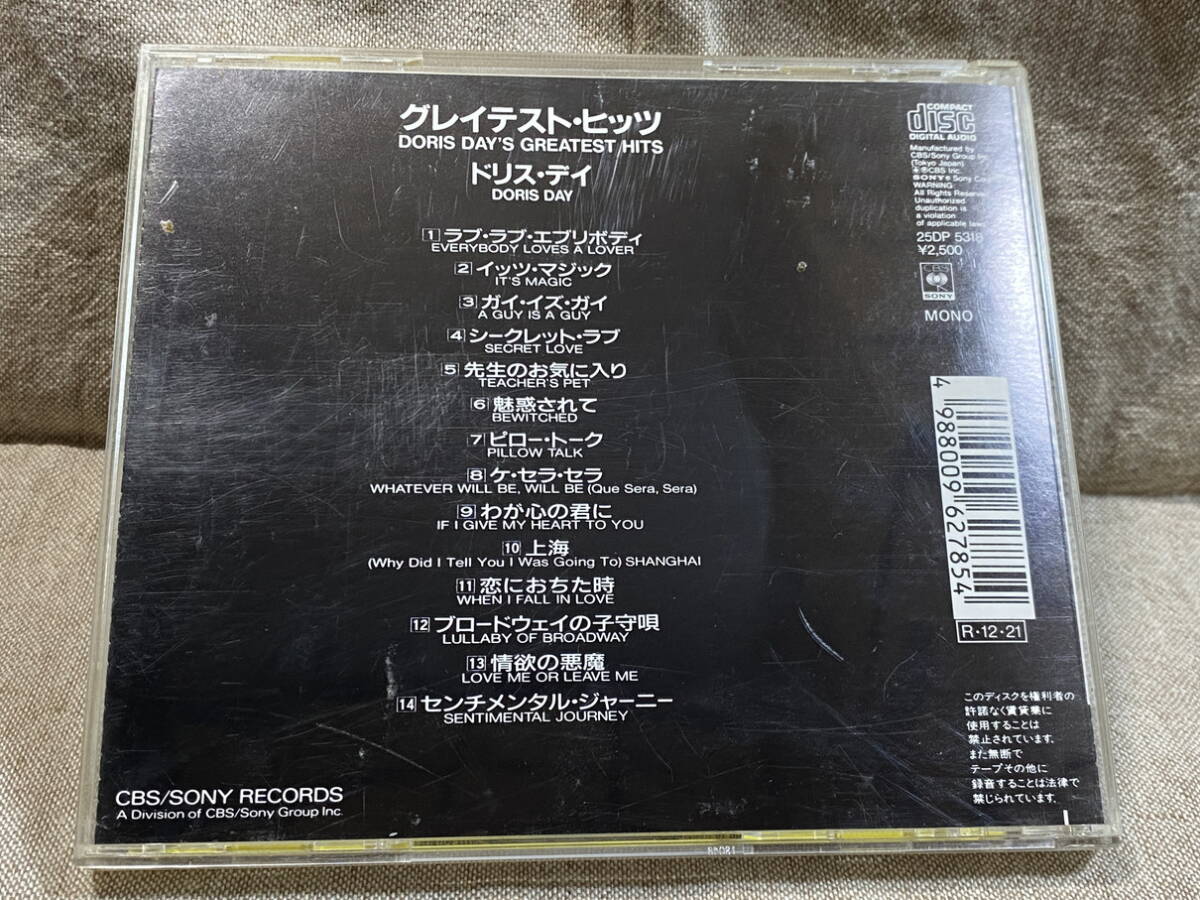 グレイテスト・ヒッツ
DORIS DAY'S GREATEST HITS
ドリス・デイ
DORIS DAY
1 ラブ・ラブ・エブリボディ
EVERYBODY LOVES A LOVER
2 イッツ・マジック
IT'S MAGIC
3 ガイ・イズ・ガイ
A GUY IS A GUY
4 シークレット・ラブ
SECRET LOVE
5 先生のお気に入り
TEACHER'S PET
6 魅惑されて
BEWITCHED
7 ピロー・トーク
PILLOW TALK
8 ケ・セラ・セラ
WHATEVER WILL BE, WILL BE (Que Sera, Sera)
9 わが心の君に
IF I GIVE MY HEART TO YOU
10 上海
(Why Did I Tell You I Was Going To) SHANGHAI
11 恋におちた時
WHEN I FALL IN LOVE
12 ブロードウェイの子守唄
LULLABY OF BROADWAY
13 情欲の悪魔
LOVE ME OR LEAVE ME
14 センチメンタル・ジャーニー
SENTIMENTAL JOURNEY
CBS/SONY RECORDS
A Division of CBS/Sony Group Inc.
COMPACT
disc
DIGITAL AUDIO
Manufactured by
CBS/Sony Group Inc.
(Tokyo Japan)
CBS Inc.
SONY® Sony
WARNING:
All Rights
Unauthorized
duplication is
a violation
of applicable laws
25DP 5318
¥2,500
CBS
SONY
MONO
4 988009 627854
R・12・21
このディスクを権利者の
許諾なく賃貸業に
使用することは
禁止されています。
また無断で
テープその他に
録音することは法律で
禁じられています。